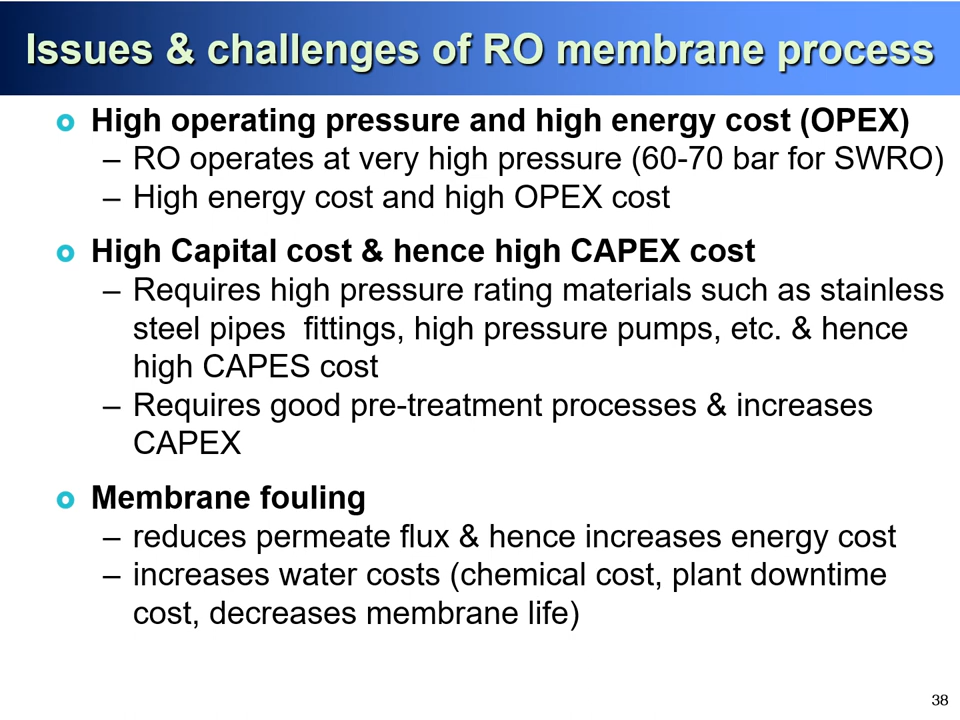 Issues & challenges of RO membrane process
High operating pressure and high energy cost (OPEX)
– RO operates at very high pressure (60-70 bar for SWRO)
– High energy cost and high OPEX cost
High Capital cost & hence high CAPEX cost
– Requires high pressure rating materials such as stainless
steel pipes  fittings, high pressure pumps, etc. & hence
high CAPES cost
– Requires good pre-treatment processes & increases
CAPEX
Membrane fouling
– reduces permeate flux & hence increases energy cost
– increases water costs (chemical cost, plant downtime
cost, decreases membrane life)
38